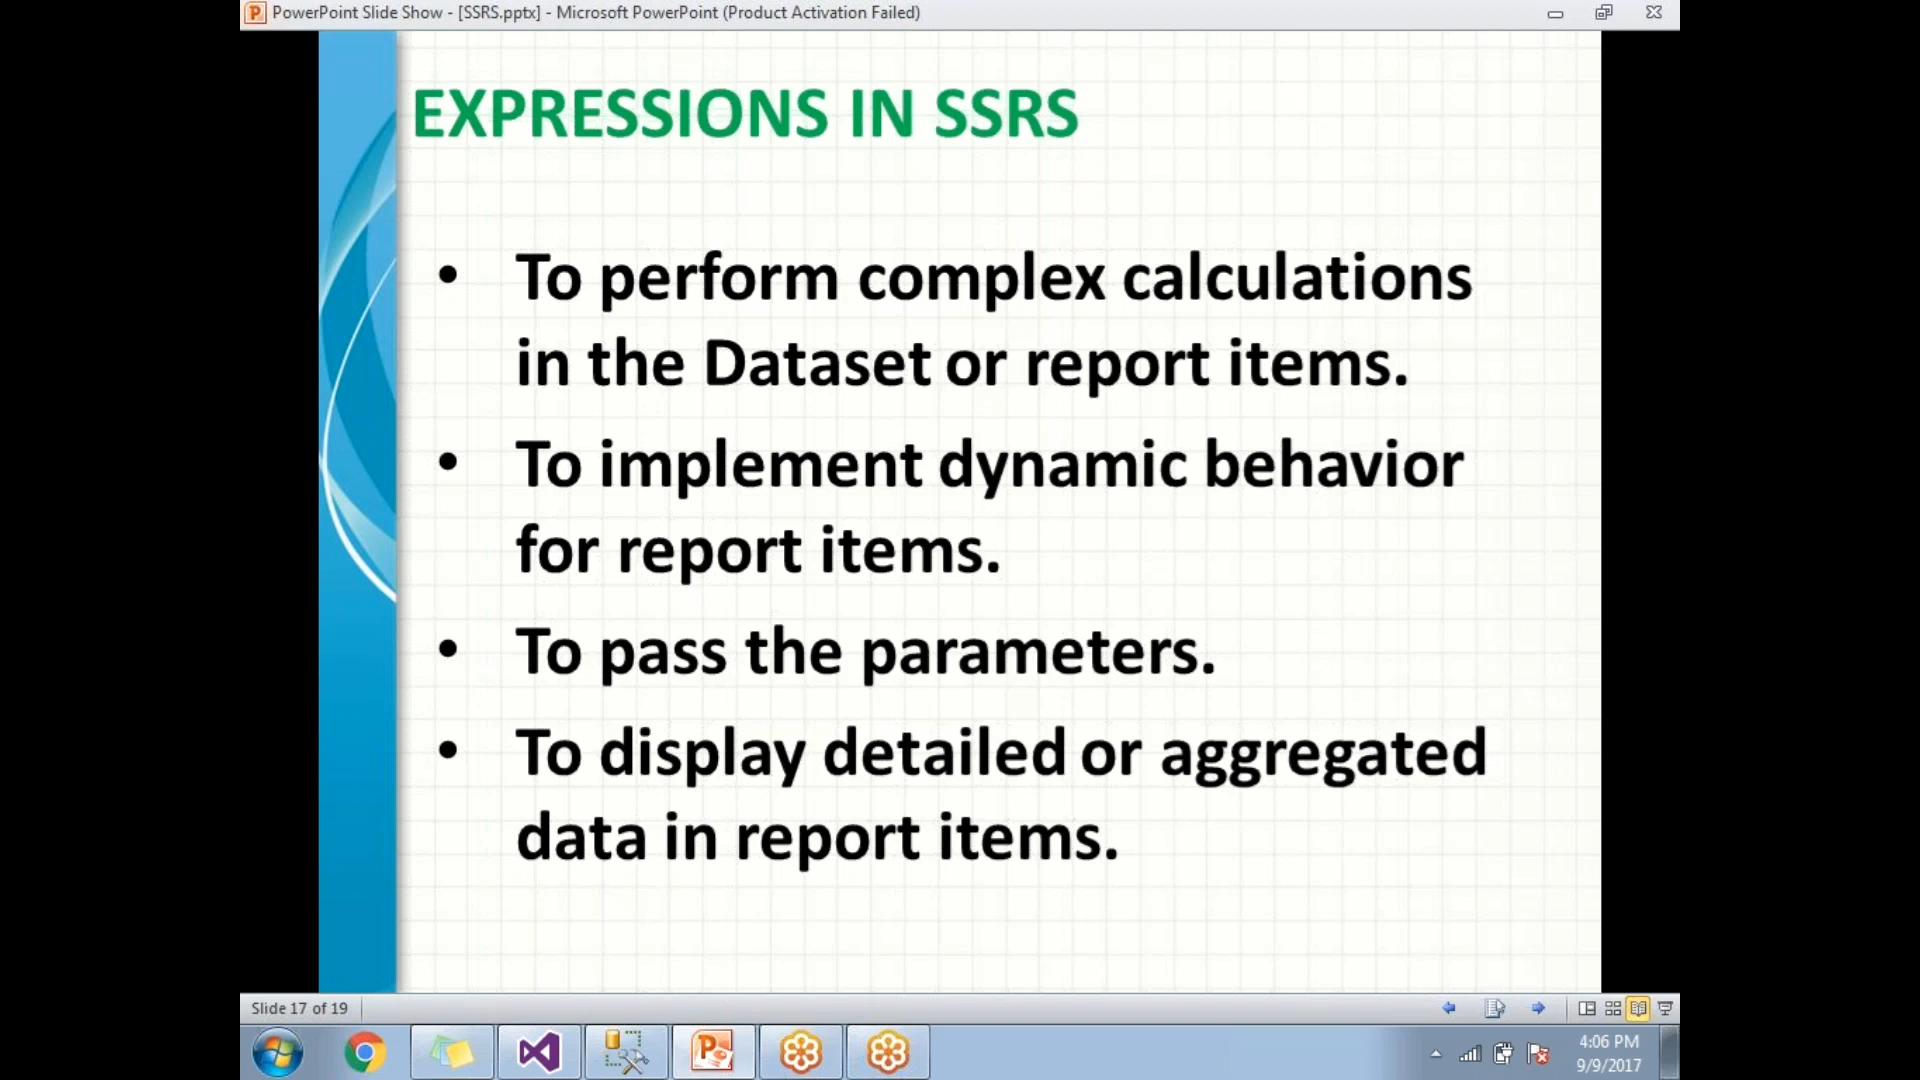 PowerPoint Slide Show - [SSRS.pptx] - Microsoft PowerPoint (Product Activation Failed)
EXPRESSIONS IN SSRS
• To perform complex calculations
in the Dataset or report items.
• To implement dynamic behavior
for report items.
• To pass the parameters.
• To display detailed or aggregated
data in report items.
Slide 17 of 19
4:06 PM
9/9/2017